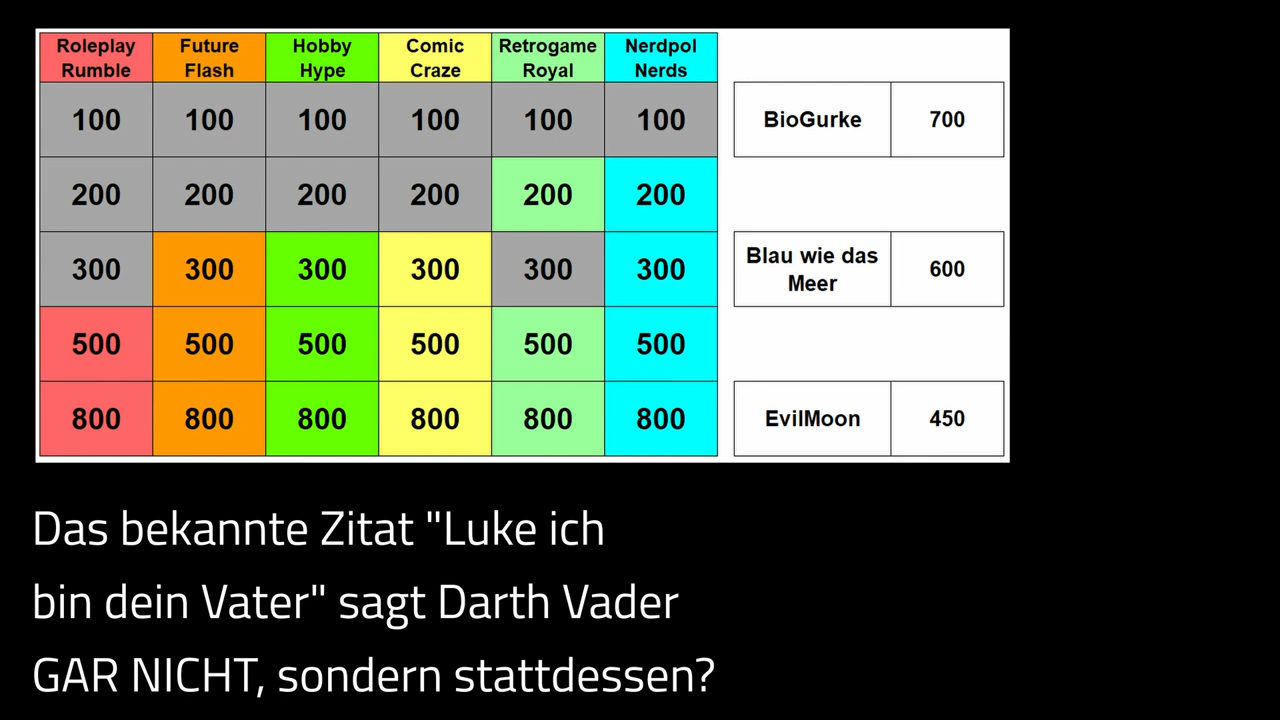 Roleplay Rumble Future Flash Hobby Hype Comic Craze Retrogame Royal Nerdpol Nerds
100 100 100 100 100 100 BioGurke 700
200 200 200 200 200 200
300 300 300 300 300 300 Blau wie das Meer 600
500 500 500 500 500 500
800 800 800 800 800 800 EvilMoon 450
Das bekannte Zitat "Luke ich
bin dein Vater" sagt Darth Vader
GAR NICHT, sondern stattdessen?